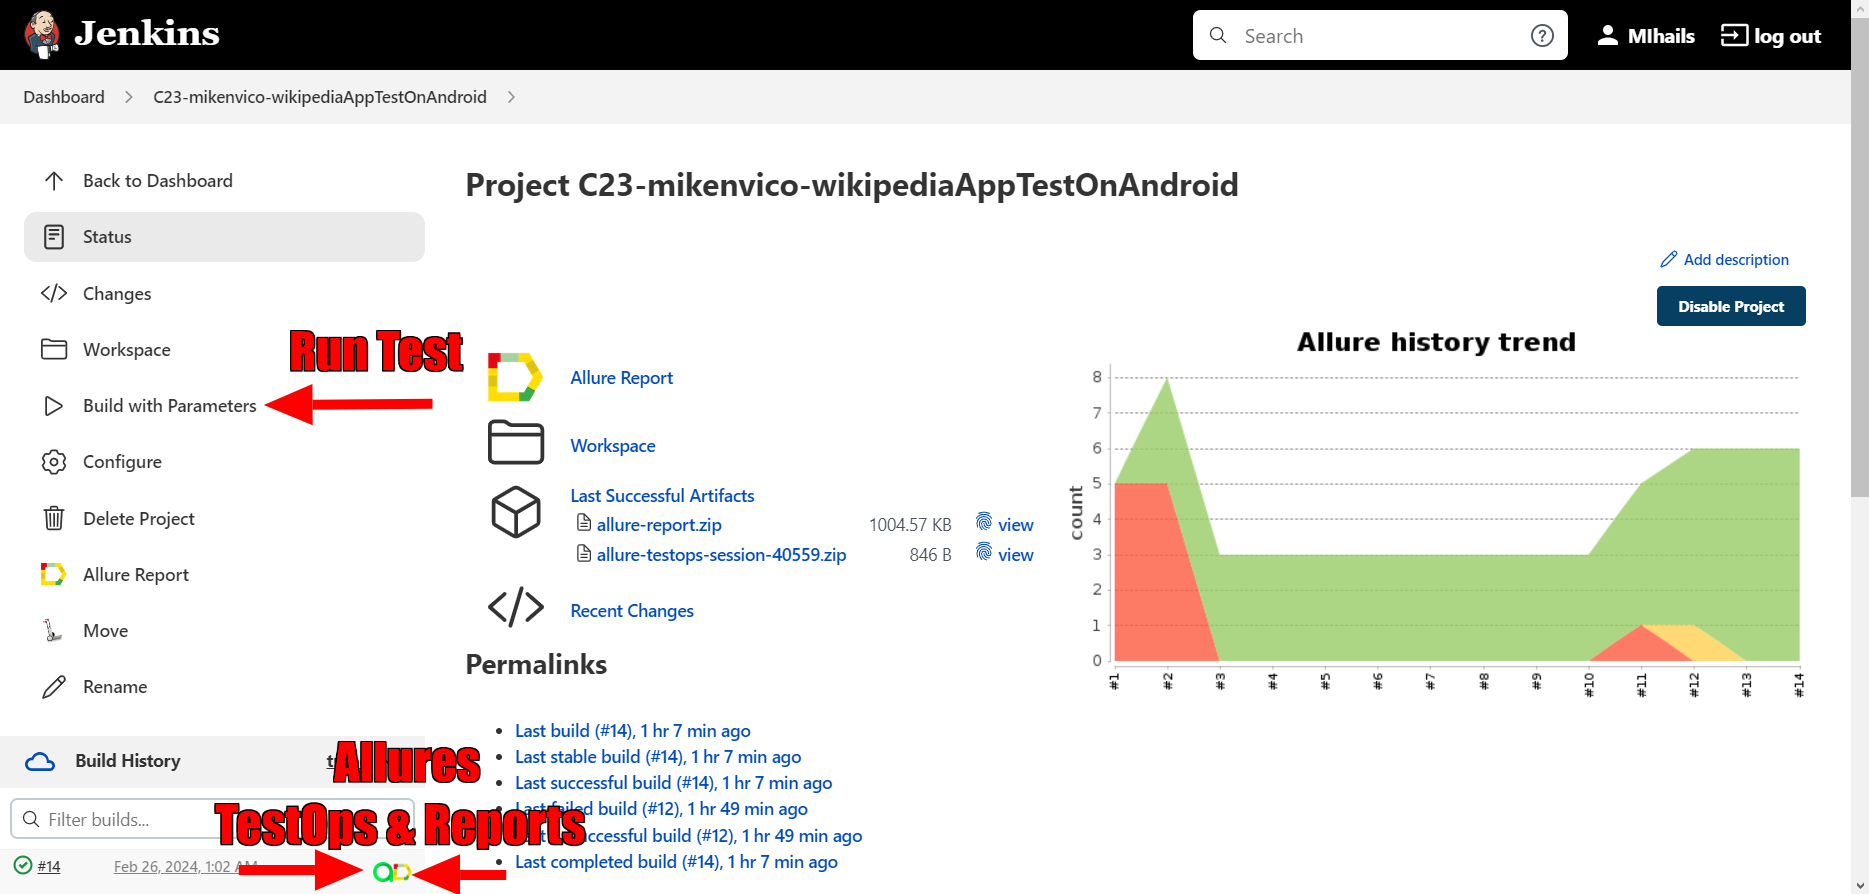 Jenkins
Search
MIhails
log out
Dashboard
C23-mikenvico-wikipediaAppTestOnAndroid
Back to Dashboard
Status
Changes
Workspace
Build with Parameters
Configure
Delete Project
Allure Report
Move
Rename
Run Test
Build History
Allures
TestOps & Reports
Filter builds...
#14
Feb 26, 2024, 1:02 AM
Project C23-mikenvico-wikipediaAppTestOnAndroid
Add description
Disable Project
Allure Report
Workspace
Last Successful Artifacts
allure-report.zip 1004.57 KB view
allure-testops-session-40559.zip 846 B view
Recent Changes
Permalinks
Last build (#14), 1 hr 7 min ago
Last stable build (#14), 1 hr 7 min ago
Last successful build (#14), 1 hr 7 min ago
Last failed build (#12), 1 hr 49 min ago
successful build (#12), 1 hr 49 min ago
Last completed build (#14), 1 hr 7 min ago
Allure history trend
count
8
7
6
5
4
3
2
1
0
#1 #2 #3 #4 #5 #6 #7 #8 #9 #10 #11 #12 #13 #14